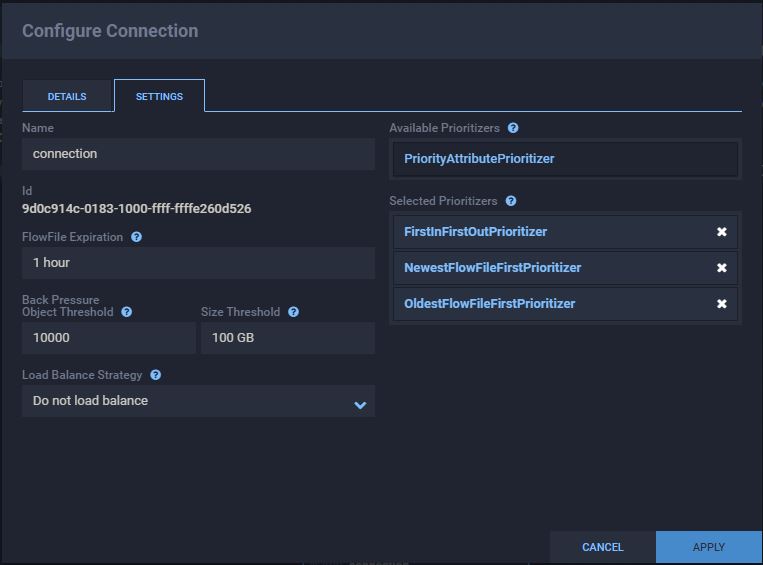 Configure Connection
DETAILS
SETTINGS
Name
connection
Id
9d0c914c-0183-1000-ffff-ffffe260d526
FlowFile Expiration
1 hour
Back Pressure
Object Threshold
10000
Size Threshold
100 GB
Load Balance Strategy
Do not load balance
Available Prioritizers
PriorityAttributePrioritizer
Selected Prioritizers
FirstInFirstOutPrioritizer
NewestFlowFileFirstPrioritizer
OldestFlowFileFirstPrioritizer
CANCEL
APPLY